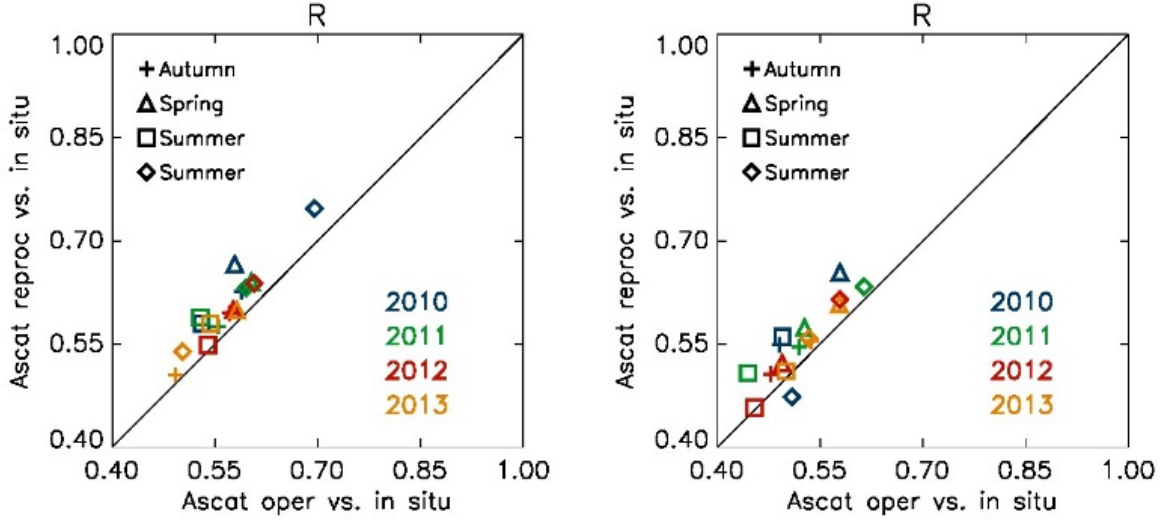 R
1.00
0.85
0.70
0.55
0.40
Ascat reproc vs. in situ
Autumn
Spring
Summer
Summer
2010
2011
2012
2013
0.40 0.55 0.70 0.85 1.00
Ascat oper vs. in situ
R
1.00
0.85
0.70
0.55
0.40
Ascat reproc vs. in situ
Autumn
Spring
Summer
Summer
2010
2011
2012
2013
0.40 0.55 0.70 0.85 1.00
Ascat oper vs. in situ